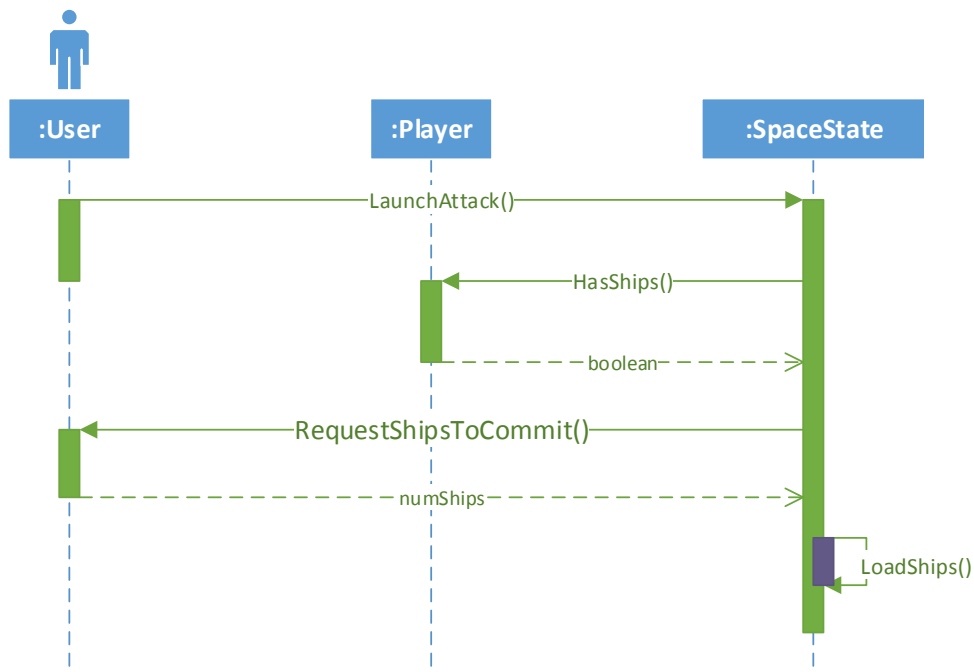 :User
:Player
:SpaceState
LaunchAttack()
HasShips()
boolean
RequestShipsToCommit()
numShips
LoadShips()